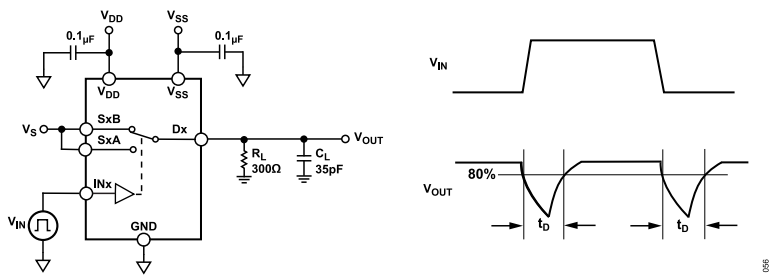 VDD
VSS
0.1µF
0.1µF
VDD
VSS
VS
SxB
SxA
Dx
VOUT
RL
300Ω
CL
35pF
INx
VIN
GND
VIN
80%
VOUT
tD
tD
056